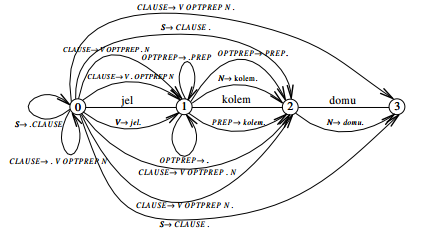 CLAUSE→ V OPTPREP N .
S→ CLAUSE .
CLAUSE→ V OPTPREP . N
OPTPREP→ .PREP
OPTPREP→ PREP .
CLAUSE→ V . OPTPREP N
N→ kolem.
jel
kolem
domu
0
1
2
3
S→ .CLAUSE
V→ jel.
PREP→ kolem.
N→ domu.
CLAUSE→ . V OPTPREP N
OPTPREP→ .
CLAUSE→ V OPTPREP . N
CLAUSE→ V OPTPREP N .
S→ CLAUSE .